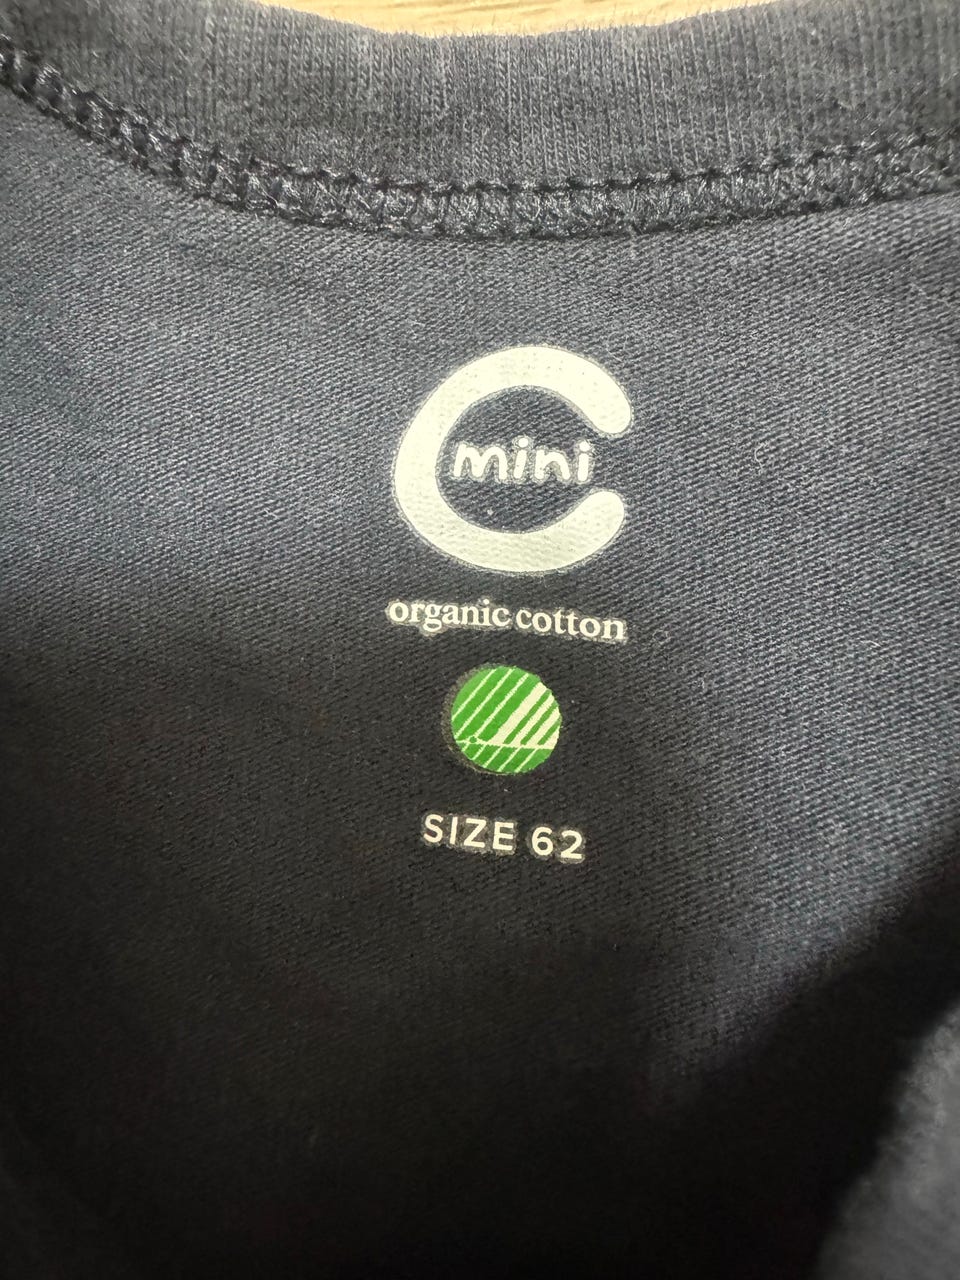 C
mini
organic cotton
SIZE 62